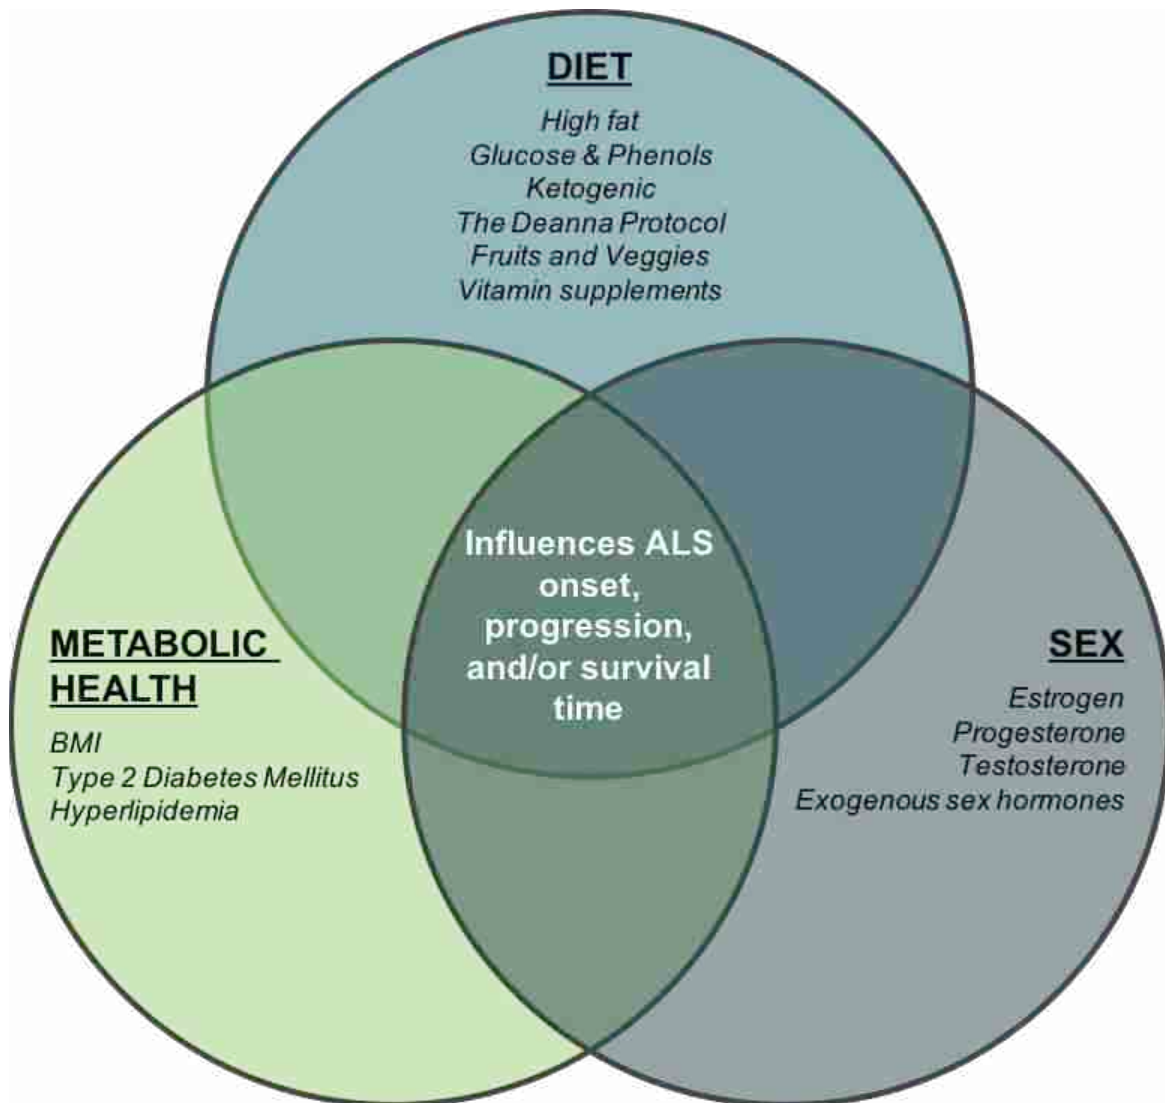 DIET
High fat
Glucose & Phenols
Ketogenic
The Deanna Protocol
Fruits and Veggies
Vitamin supplements
Influences ALS
onset,
progression,
and/or survival
time
METABOLIC
HEALTH
BMI
Type 2 Diabetes Mellitus
Hyperlipidemia
SEX
Estrogen
Progesterone
Testosterone
Exogenous sex hormones